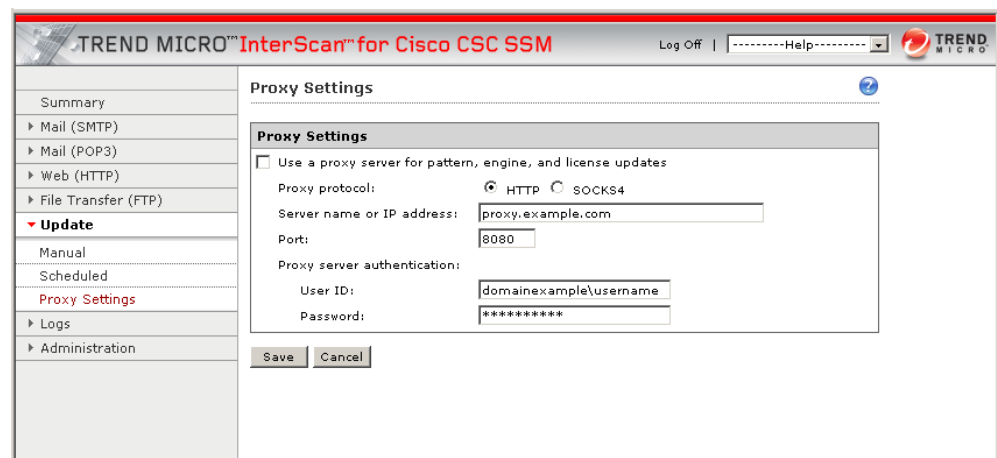 TREND MICRO™ InterScan™ for Cisco CSC SSM
Log Off | ---------Help---------
TREND MICRO
Summary
Mail (SMTP)
Mail (POP3)
Web (HTTP)
File Transfer (FTP)
Update
Manual
Scheduled
Proxy Settings
Logs
Administration
Proxy Settings
?
Proxy Settings
Use a proxy server for pattern, engine, and license updates
Proxy protocol: HTTP SOCKS4
Server name or IP address: proxy.example.com
Port: 8080
Proxy server authentication:
User ID: domainexample\username
Password: **********
Save Cancel